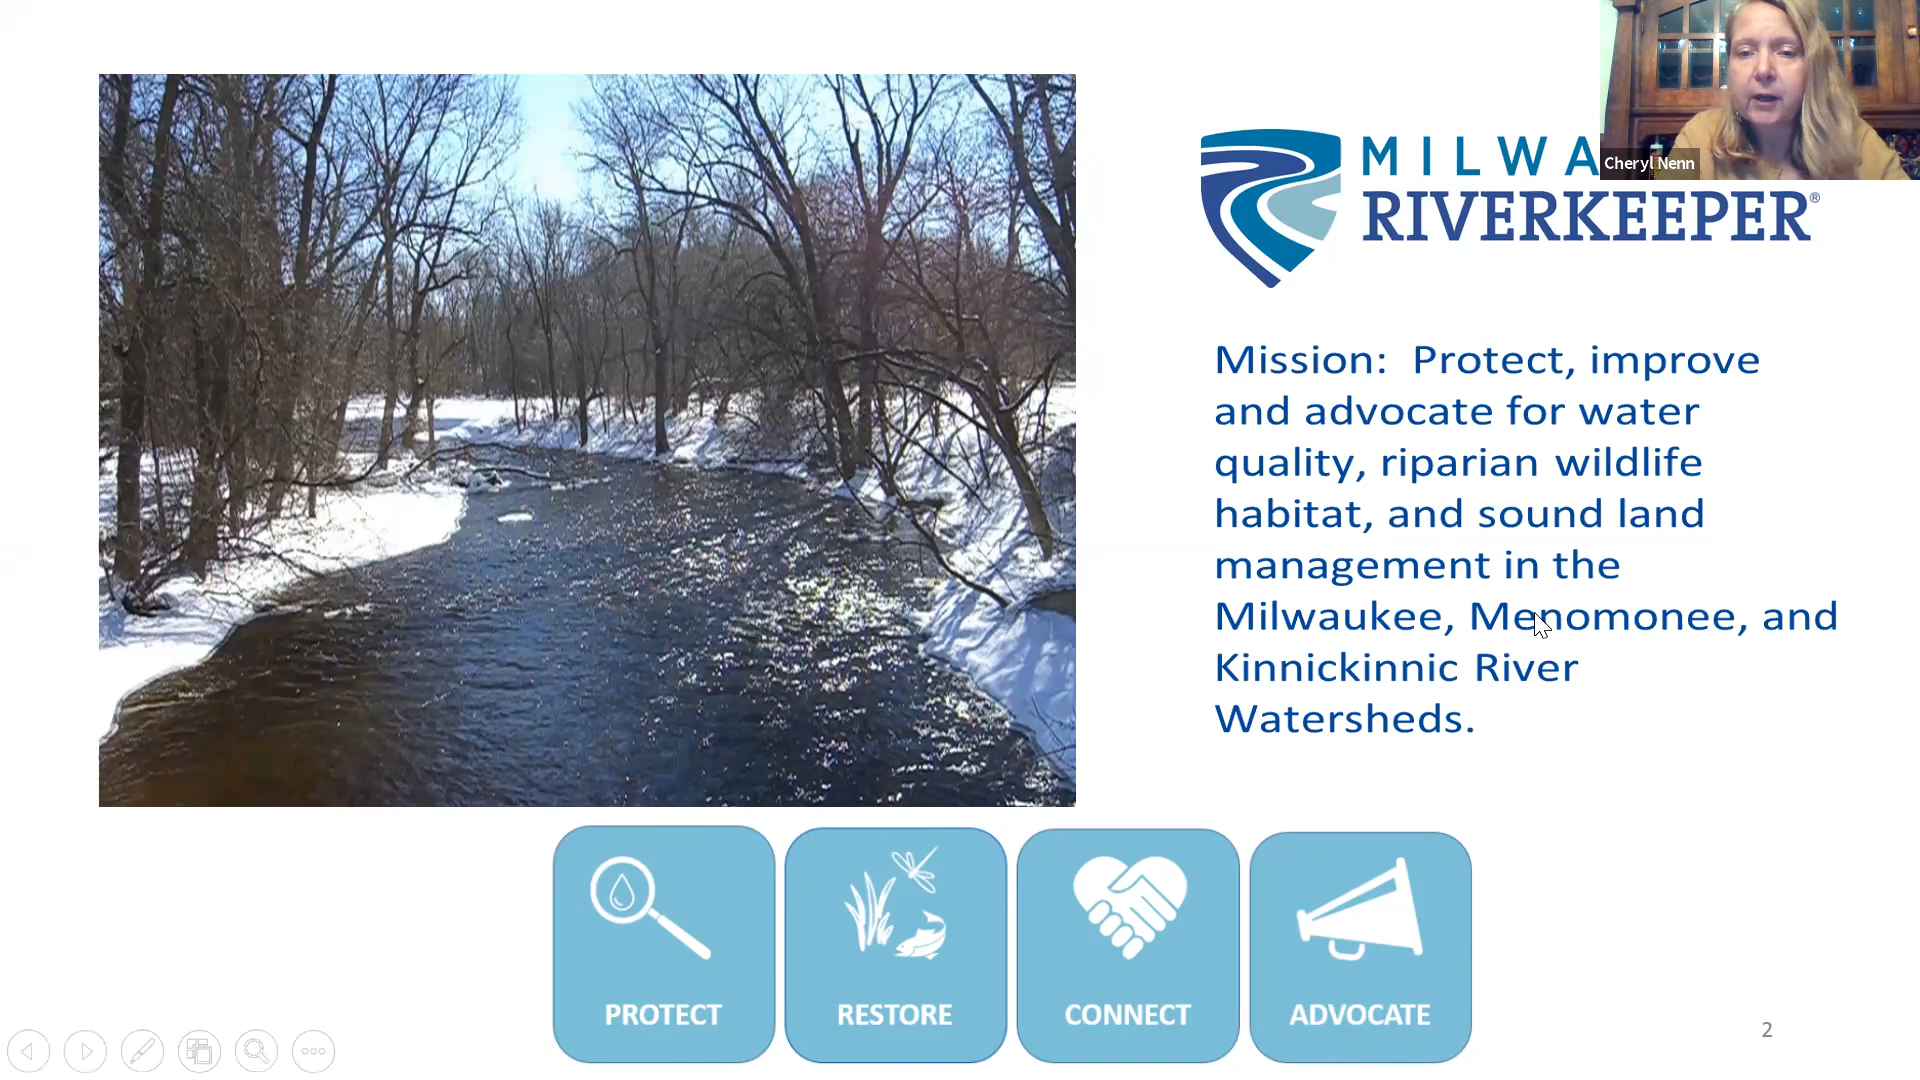 MILWA
Cheryl Nenn
RIVERKEEPER®
Mission: Protect, improve
and advocate for water
quality, riparian wildlife
habitat, and sound land
management in the
Milwaukee, Menomonee, and
Kinnickinnic River
Watersheds.
PROTECT
RESTORE
CONNECT
ADVOCATE
2